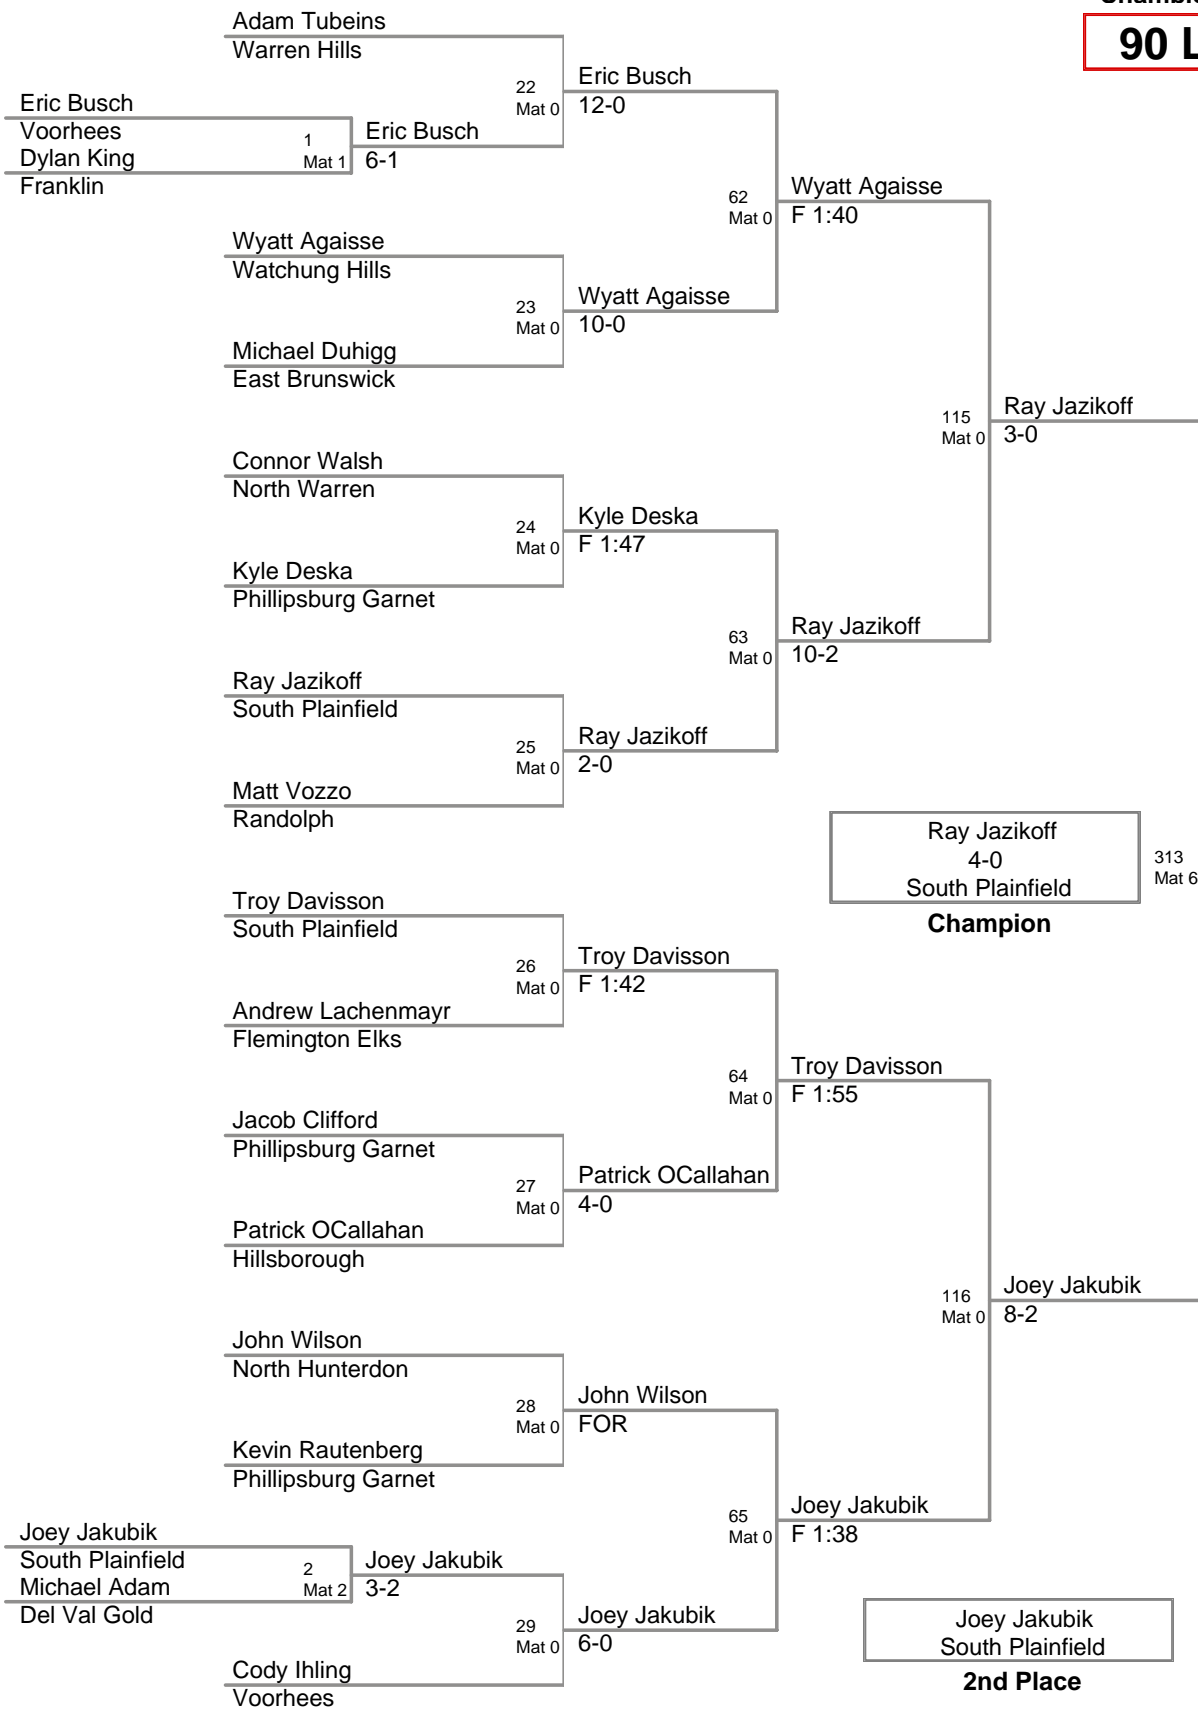 Adam Tubeins
Warren Hills
90 L
22
Mat 0
Eric Busch
12-0
Eric Busch
Voorhees
Dylan King
Franklin
1
Mat 1
Eric Busch
6-1
62
Mat 0
Wyatt Agaisse
F 1:40
Wyatt Agaisse
Watchung Hills
23
Mat 0
Wyatt Agaisse
10-0
Michael Duhigg
East Brunswick
115
Mat 0
Ray Jazikoff
3-0
Connor Walsh
North Warren
24
Mat 0
Kyle Deska
F 1:47
Kyle Deska
Phillipsburg Garnet
63
Mat 0
Ray Jazikoff
10-2
Ray Jazikoff
South Plainfield
25
Mat 0
Ray Jazikoff
2-0
Matt Vozzo
Randolph
Ray Jazikoff
4-0
South Plainfield
313
Mat 6
Champion
Troy Davisson
South Plainfield
26
Mat 0
Troy Davisson
F 1:42
Andrew Lachenmayr
Flemington Elks
64
Mat 0
Troy Davisson
F 1:55
Jacob Clifford
Phillipsburg Garnet
27
Mat 0
Patrick OCallahan
4-0
Patrick OCallahan
Hillsborough
116
Mat 0
Joey Jakubik
8-2
John Wilson
North Hunterdon
28
Mat 0
John Wilson
FOR
Kevin Rautenberg
Phillipsburg Garnet
65
Mat 0
Joey Jakubik
F 1:38
Joey Jakubik
South Plainfield
Michael Adam
Del Val Gold
2
Mat 2
Joey Jakubik
3-2
29
Mat 0
Joey Jakubik
6-0
Cody Ihling
Voorhees
Joey Jakubik
South Plainfield
2nd Place